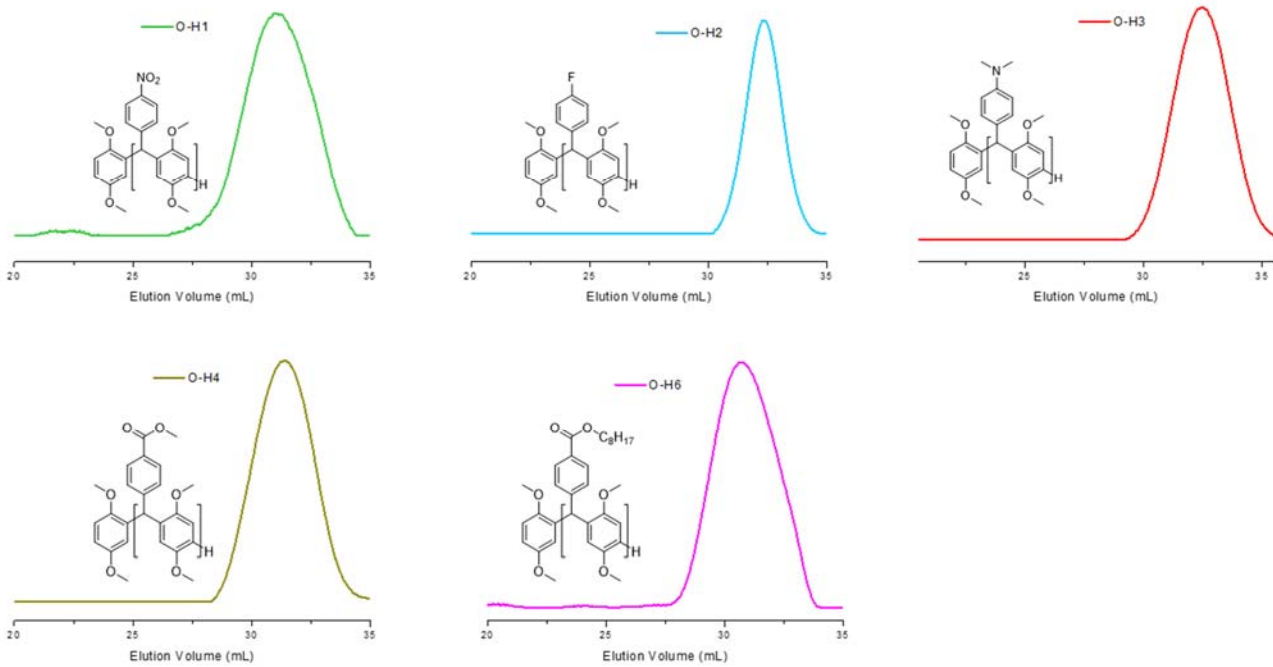 O-H1
NO2
O
O
O
O
H
20 25 30 35
Elution Volume (mL)
O-H2
F
O
O
O
O
H
20 25 30 35
Elution Volume (mL)
O-H3
N
O
O
O
O
H
25 30 35
Elution Volume (mL)
O-H4
O
O
O
O
O
O
H
20 25 30 35
Elution Volume (mL)
O-H6
O
OC8H17
O
O
O
O
H
20 25 30 35
Elution Volume (mL)